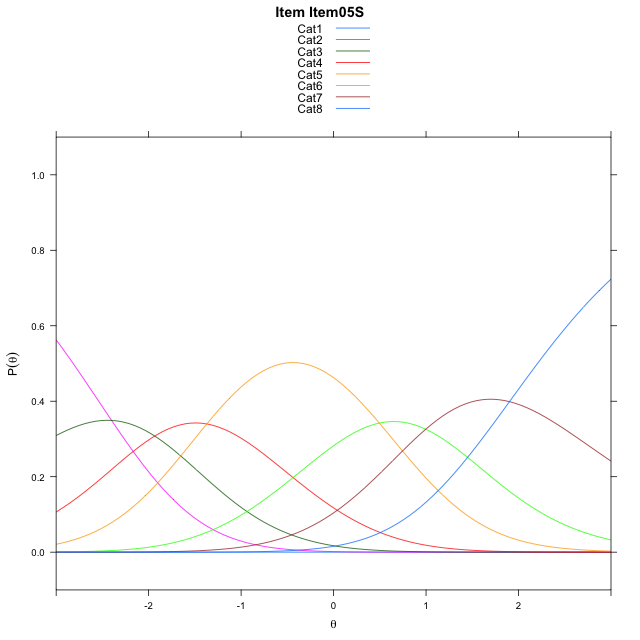 Item Item05S
Cat1
Cat2
Cat3
Cat4
Cat5
Cat6
Cat7
Cat8
1.0
0.8
0.6
0.4
0.2
0.0
P(θ)
-2 -1 0 1 2
θ